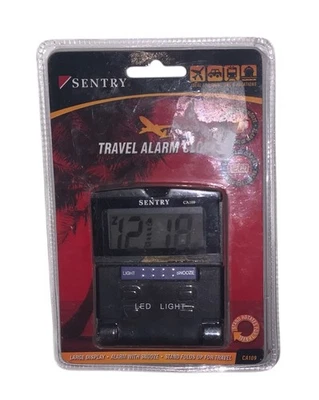 SENTRY
TRAVEL ALARM CLOCK
SENTRY CA109
12:18
LIGHT SNOOZE
LED LIGHT
LARGE DISPLAY • ALARM WITH SNOOZE • STAND FOLDS UP FOR TRAVEL CA109